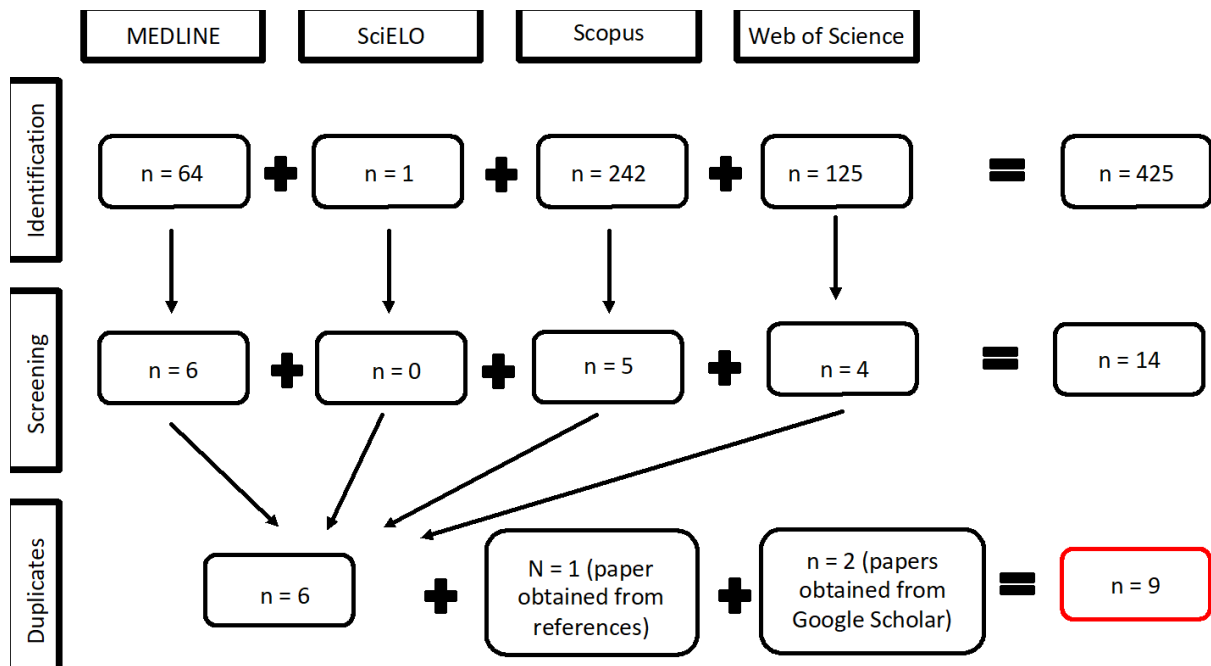 MEDLINE
SciELO
Scopus
Web of Science
Identification
n = 64
n = 1
n = 242
n = 125
n = 425
Screening
n = 6
n = 0
n = 5
n = 4
n = 14
Duplicates
n = 6
N = 1 (paper
obtained from
references)
n = 2 (papers
obtained from
Google Scholar)
n = 9